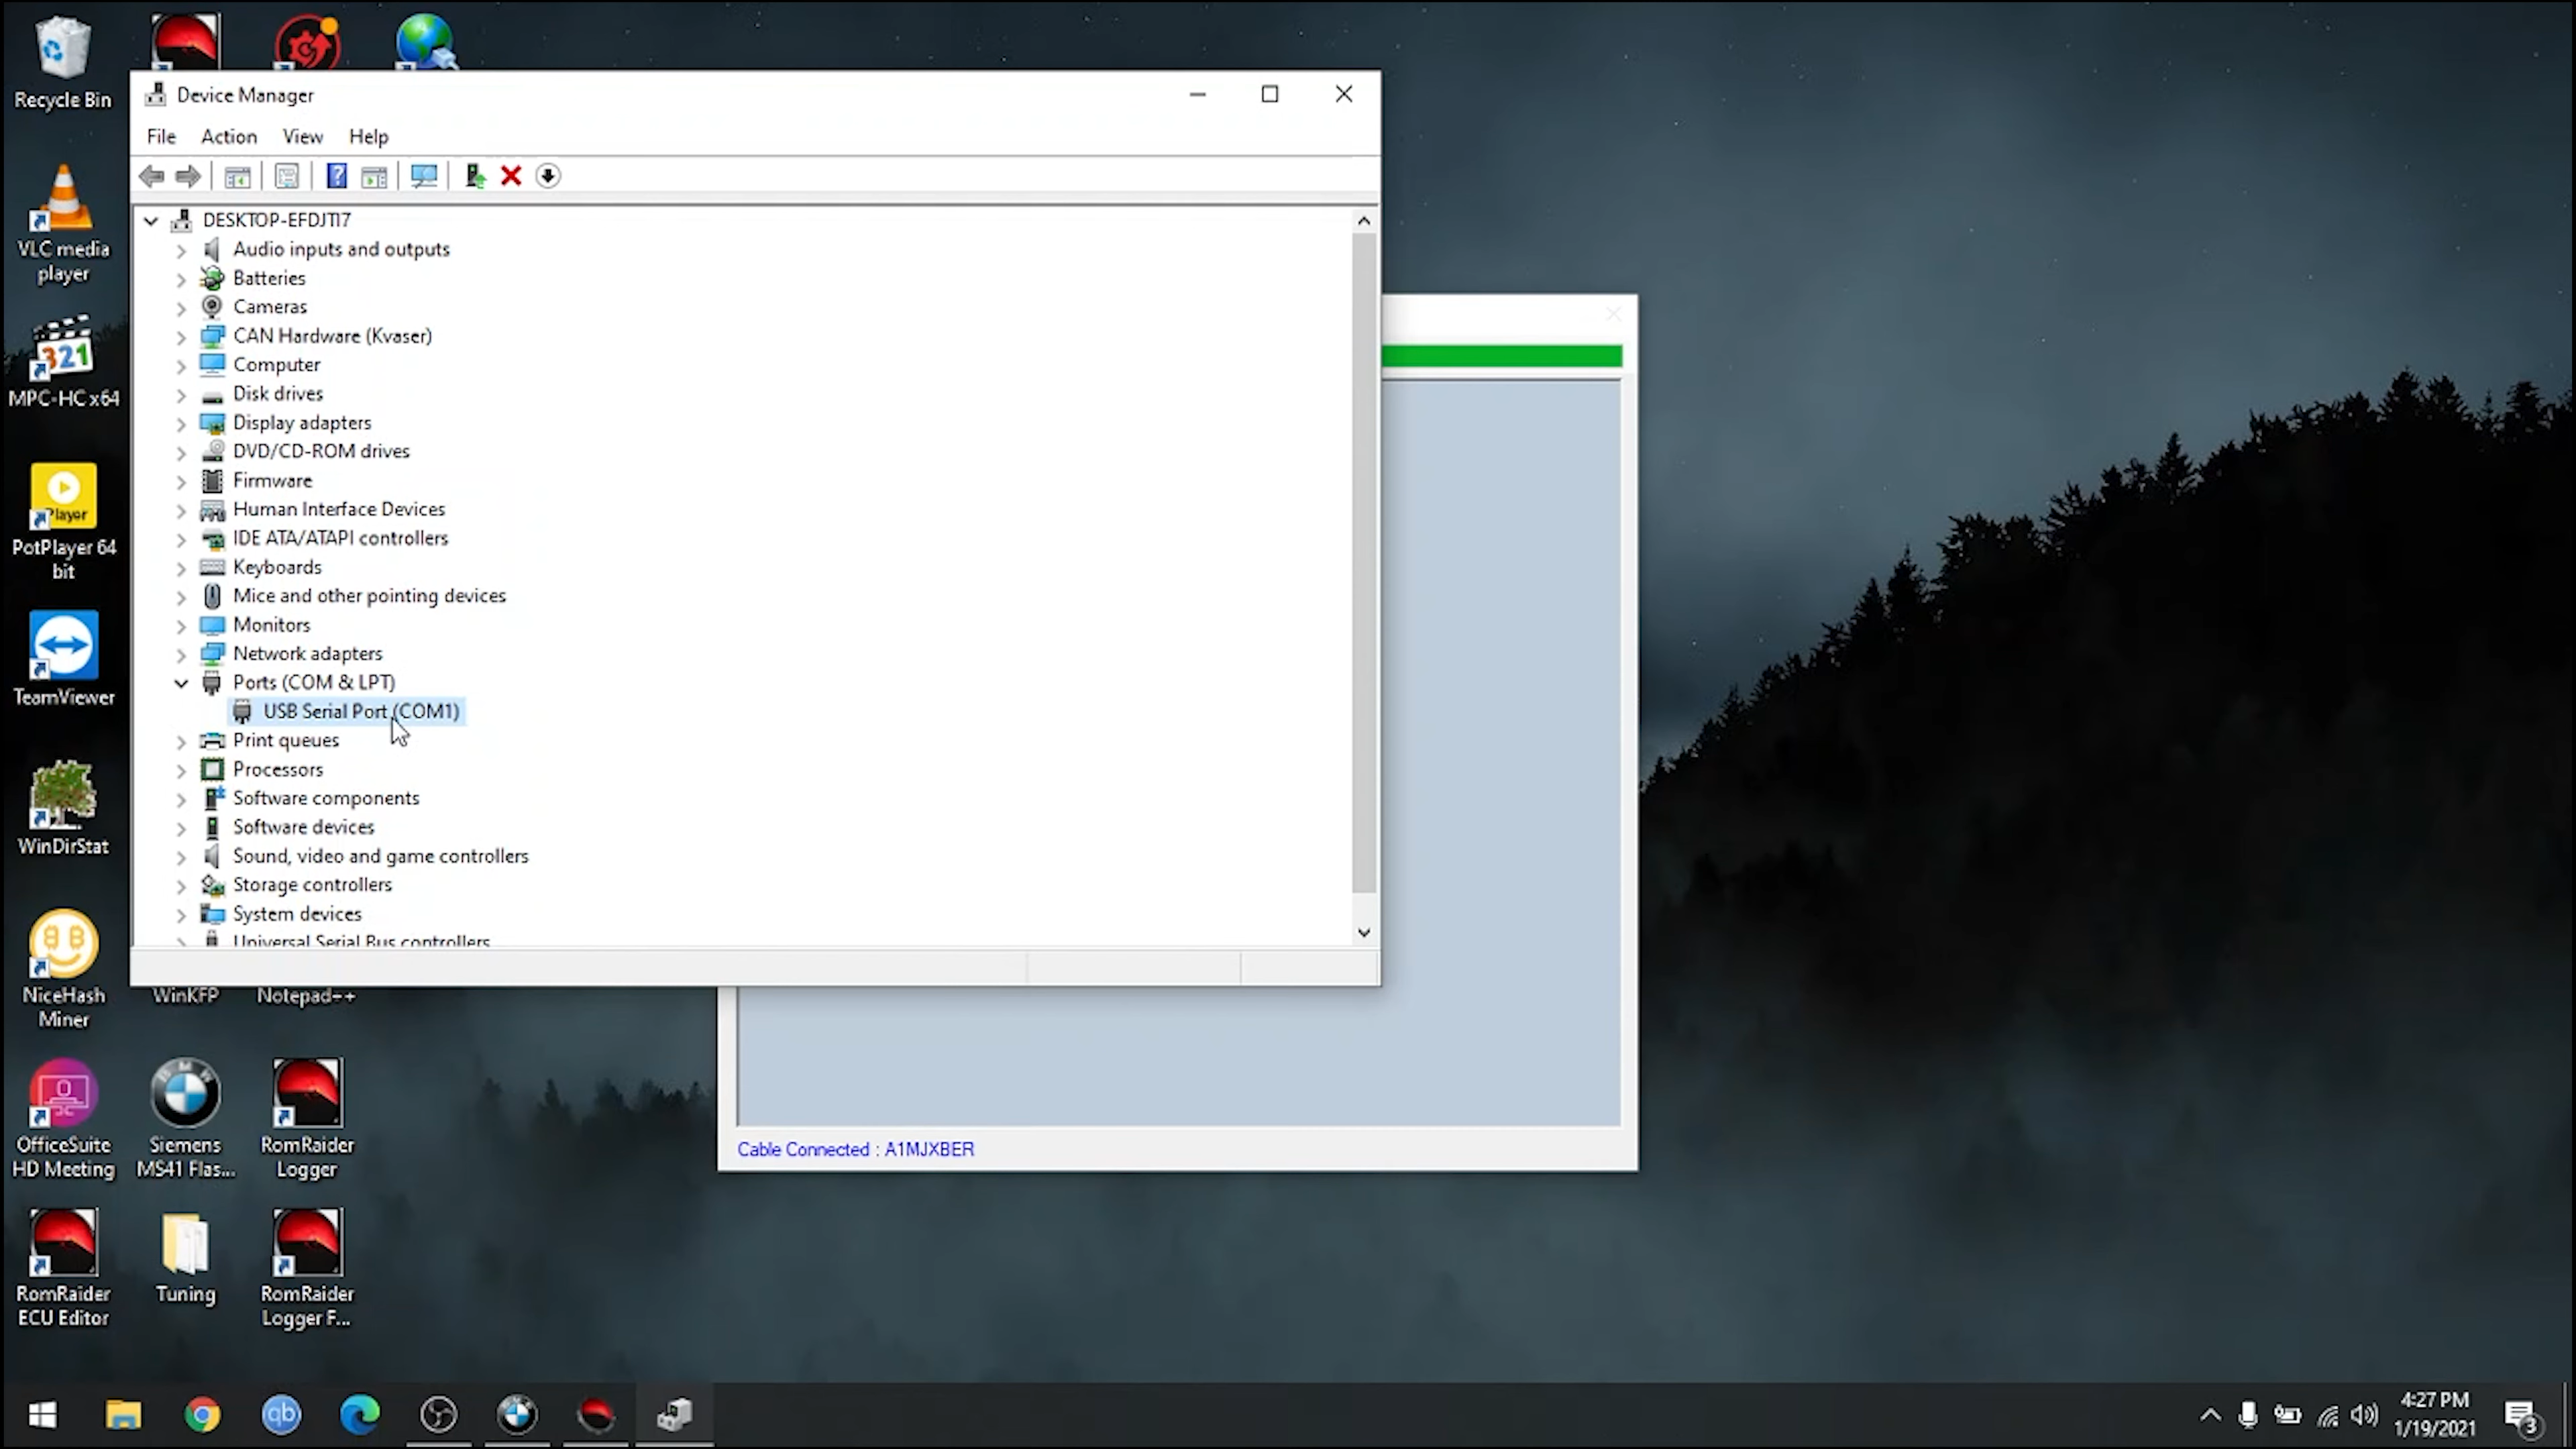 Recycle Bin
VLC media
player
MPC-HC x64
Player
PotPlayer 64
bit
TeamViewer
WinDirStat
NiceHash
Miner
OfficeSuite
HD Meeting
RomRaider
ECU Editor
WinKFP
Notepad++
Siemens
MS41 Flas...
RomRaider
Logger
Tuning
RomRaider
Logger F...
Device Manager
File Action View Help
DESKTOP-EFDJTI7
Audio inputs and outputs
Batteries
Cameras
CAN Hardware (Kvaser)
Computer
Disk drives
Display adapters
DVD/CD-ROM drives
Firmware
Human Interface Devices
IDE ATA/ATAPI controllers
Keyboards
Mice and other pointing devices
Monitors
Network adapters
Ports (COM & LPT)
USB Serial Port (COM1)
Print queues
Processors
Software components
Software devices
Sound, video and game controllers
Storage controllers
System devices
Universal Serial Bus controllers
Cable Connected : A1MJXBER
qb
4:27 PM
1/19/2021
3